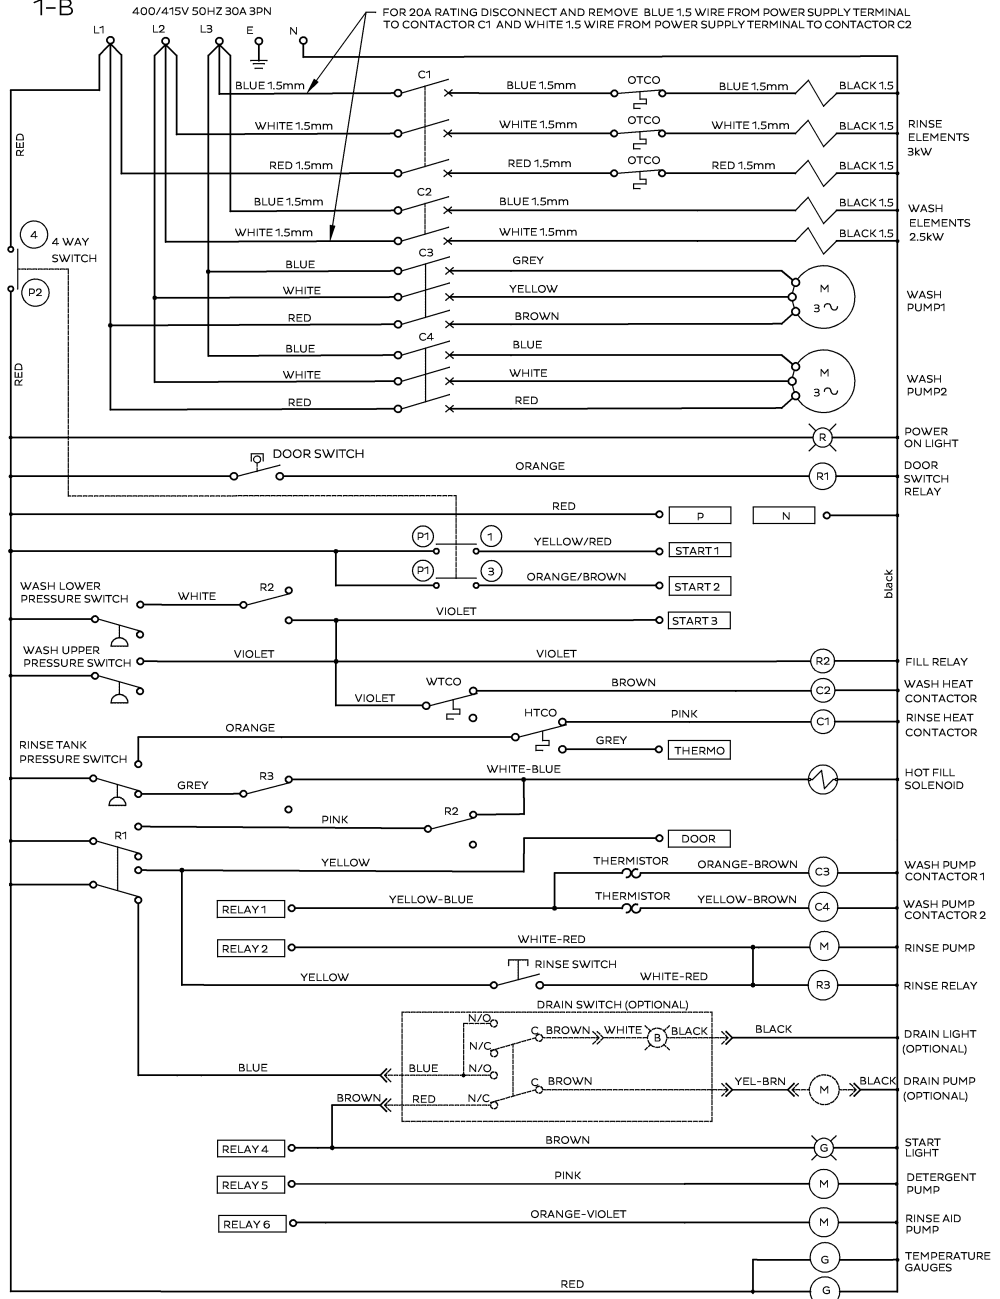 1-B
400/415V 50HZ 30A 3PN
FOR 20A RATING DISCONNECT AND REMOVE BLUE 1.5 WIRE FROM POWER SUPPLY TERMINAL
TO CONTACTOR C1 AND WHITE 1.5 WIRE FROM POWER SUPPLY TERMINAL TO CONTACTOR C2
L1 L2 L3 E N
C1
BLUE 1.5mm BLUE 1.5mm OTCO BLUE 1.5mm BLACK 1.5
WHITE 1.5mm WHITE 1.5mm OTCO WHITE 1.5mm BLACK 1.5
RINSE
ELEMENTS
3kW
RED 1.5mm RED 1.5mm OTCO RED 1.5mm BLACK 1.5
RED
C2
BLUE 1.5mm BLUE 1.5mm BLACK 1.5
WHITE 1.5mm WHITE 1.5mm BLACK 1.5
WASH
ELEMENTS
2.5kW
4
4 WAY
SWITCH
P2
C3
BLUE GREY
WHITE YELLOW
RED BROWN
M
3
WASH
PUMP1
C4
BLUE BLUE
WHITE WHITE
RED RED
M
3
WASH
PUMP2
RED
R
POWER
ON LIGHT
DOOR SWITCH
ORANGE
R1
DOOR
SWITCH
RELAY
RED
P N
P1 1
YELLOW/RED
START 1
P1 3
ORANGE/BROWN
START 2
black
WASH LOWER
PRESSURE SWITCH
WHITE
R2
VIOLET
START 3
WASH UPPER
PRESSURE SWITCH
VIOLET VIOLET
R2
FILL RELAY
VIOLET
WTCO
BROWN
C2
WASH HEAT
CONTACTOR
ORANGE
HTCO
PINK
C1
RINSE HEAT
CONTACTOR
GREY
THERMO
RINSE TANK
PRESSURE SWITCH
GREY
R3
WHITE-BLUE
HOT FILL
SOLENOID
PINK
R2
R1
DOOR
YELLOW
THERMISTOR
ORANGE-BROWN
C3
WASH PUMP
CONTACTOR 1
RELAY 1
YELLOW-BLUE
THERMISTOR
YELLOW-BROWN
C4
WASH PUMP
CONTACTOR 2
RELAY 2
WHITE-RED
M
RINSE PUMP
YELLOW
RINSE SWITCH
WHITE-RED
R3
RINSE RELAY
DRAIN SWITCH (OPTIONAL)
N/O
C BROWN WHITE B BLACK BLACK
DRAIN LIGHT
(OPTIONAL)
N/C
BLUE BLUE N/O
C BROWN YEL-BRN M BLACK
DRAIN PUMP
(OPTIONAL)
BROWN RED N/C
RELAY 4
BROWN
G
START
LIGHT
RELAY 5
PINK
M
DETERGENT
PUMP
RELAY 6
ORANGE-VIOLET
M
RINSE AID
PUMP
G
TEMPERATURE
GAUGES
RED
G